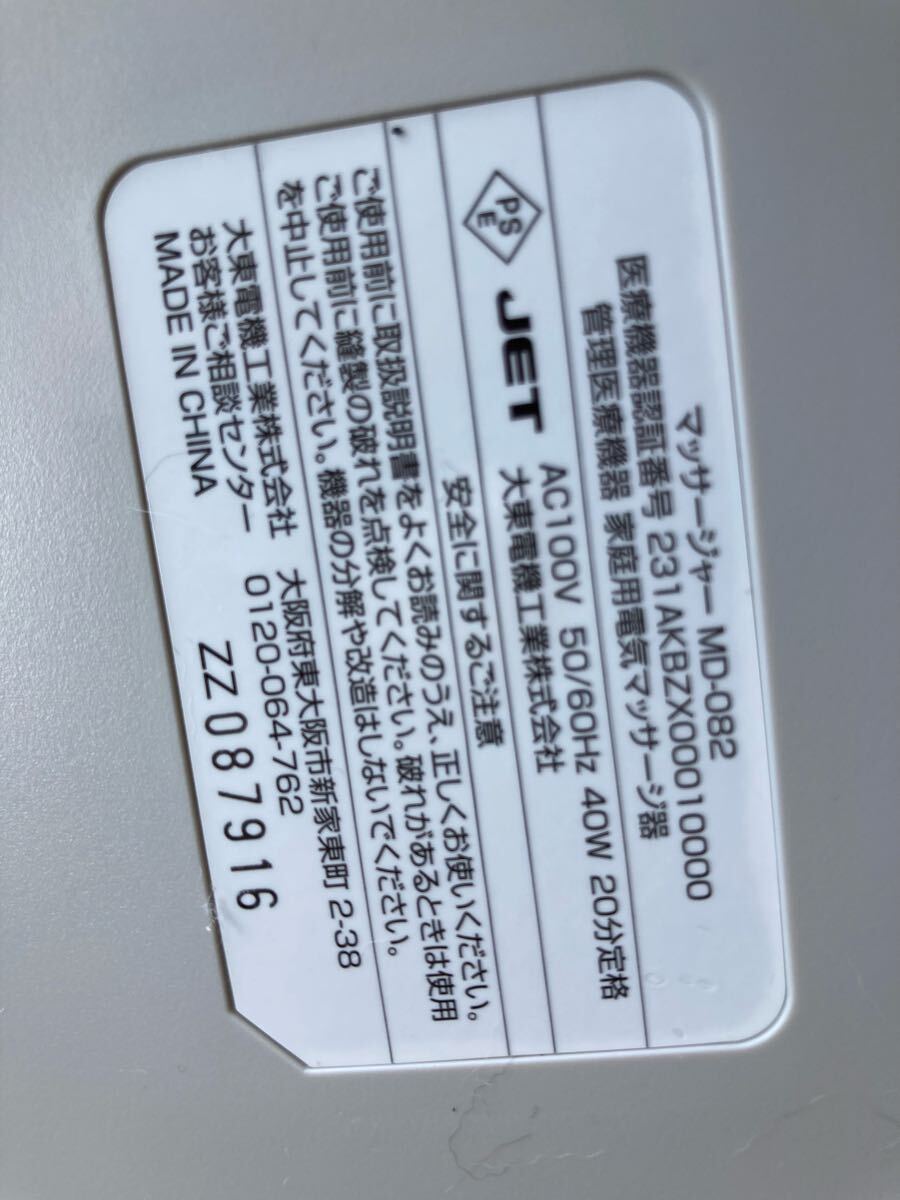 マッサージャー MD-082
医療機器認証番号 231AKBZX00010000
管理医療機器 家庭用電気マッサージ器
AC100V 50/60Hz 40W 20分定格
PS
E
JET
大東電機工業株式会社
安全に関するご注意
ご使用前に取扱説明書をよくお読みのうえ、正しくお使いください。
ご使用前に縫製の破れを点検してください。破れがあるときは使用
を中止してください。機器の分解や改造はしないでください。
大東電機工業株式会社 大阪府東大阪市新家東町 2-38
お客様ご相談センター 0120-064-762
MADE IN CHINA
ZZ087916